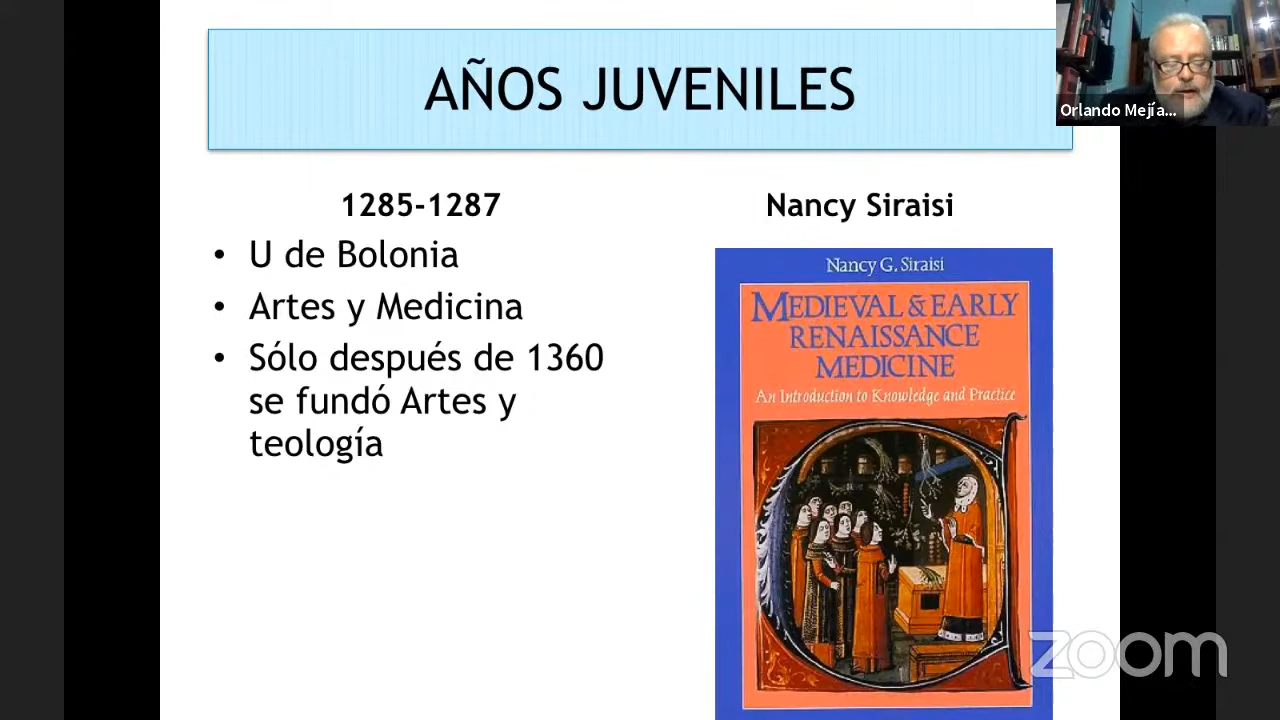 AÑOS JUVENILES
Orlando Mejía...
1285-1287
• U de Bolonia
• Artes y Medicina
• Sólo después de 1360
se fundó Artes y
teología
Nancy Siraisi
Nancy G. Siraisi
MEDIEVAL & EARLY
RENAISSANCE
MEDICINE
An Introduction to Knowledge and Practice
zoom